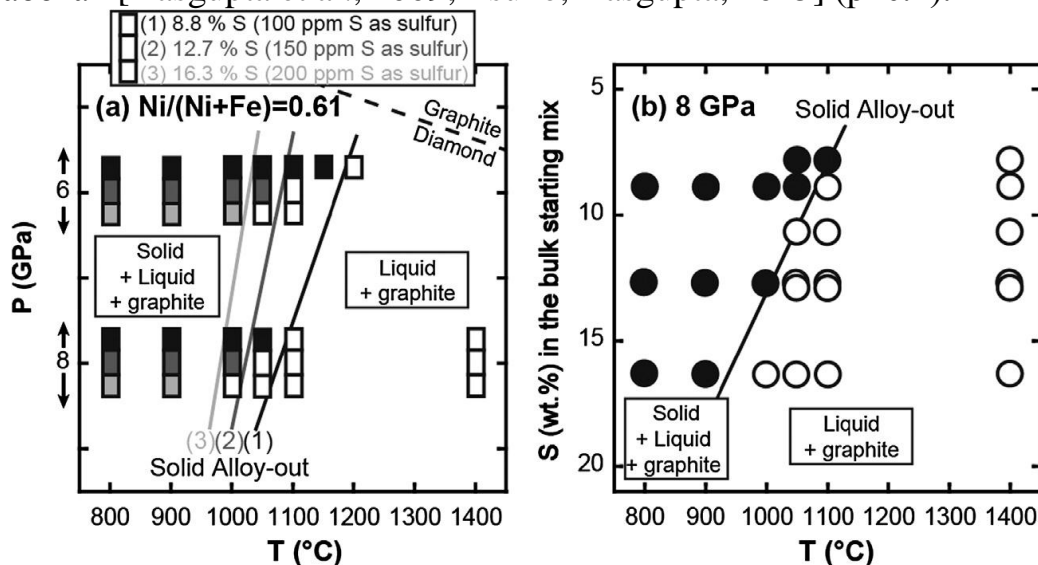 (1) 8.8 % S (100 ppm S as sulfur)
(2) 12.7 % S (150 ppm S as sulfur)
(3) 16.3 % S (200 ppm S as sulfur)
(a) Ni/(Ni+Fe)=0.61
Graphite
Diamond
P (GPa)
6
8
Solid
+ Liquid
+ graphite
Liquid
+ graphite
(3)(2)(1)
Solid Alloy-out
800 900 1000 1100 1200 1300 1400
T (°C)
(b) 8 GPa
Solid Alloy-out
S (wt.%) in the bulk starting mix
5
10
15
20
Solid
+ Liquid
+ graphite
Liquid
+ graphite
800 900 1000 1100 1200 1300 1400
T (°C)